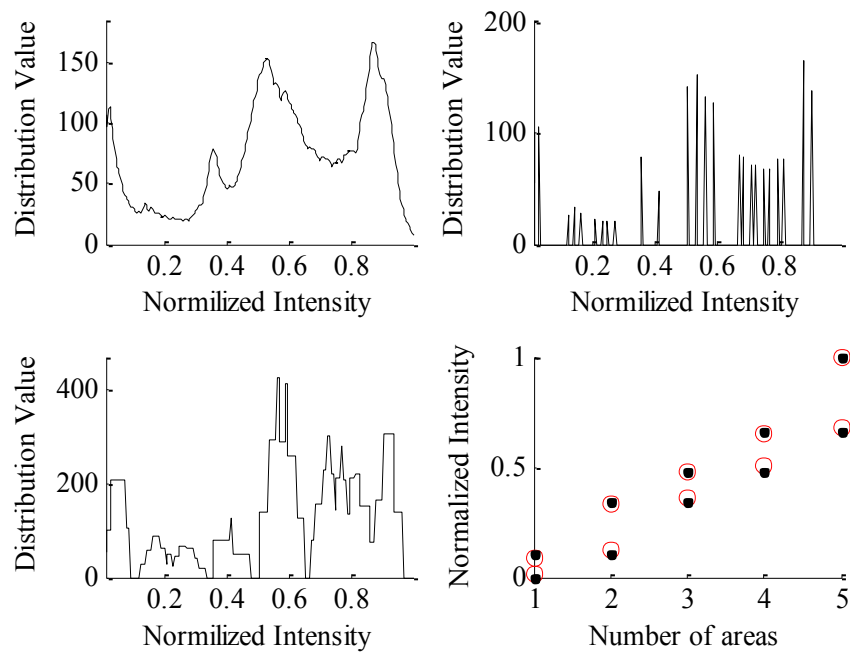 Distribution Value
150
100
50
0
0.2 0.4 0.6 0.8
Normilized Intensity
Distribution Value
200
100
0
0.2 0.4 0.6 0.8
Normilized Intensity
Distribution Value
400
200
0
0.2 0.4 0.6 0.8
Normilized Intensity
Normalized Intensity
1
0.5
0
1 2 3 4 5
Number of areas